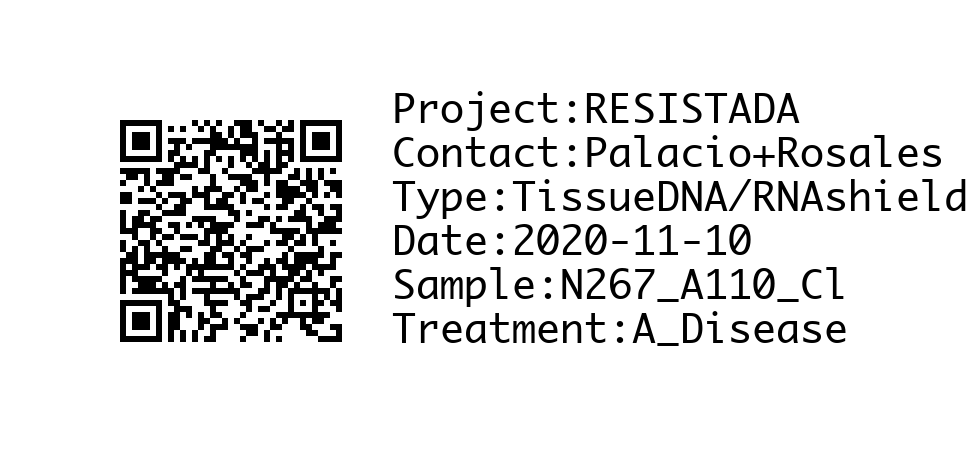 Project:RESISTADA
Contact:Palacio+Rosales
Type:TissueDNA/RNAshield
Date:2020-11-10
Sample:N267_A110_Cl
Treatment:A_Disease